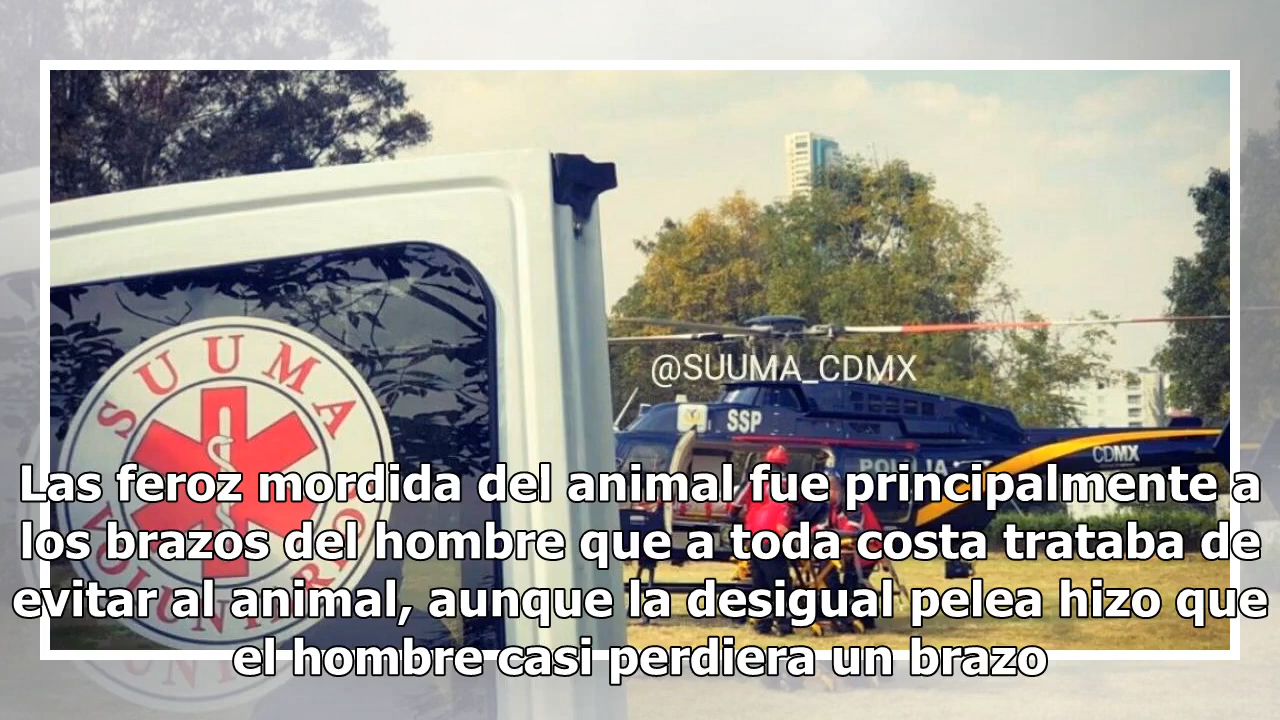 SUUMA
@SUUMA_CDMX
SSP
CDMX
Las feroz mordida del animal fue principalmente a
los brazos del hombre que a toda costa trataba de
evitar al animal, aunque la desigual pelea hizo que
el hombre casi perdiera un brazo